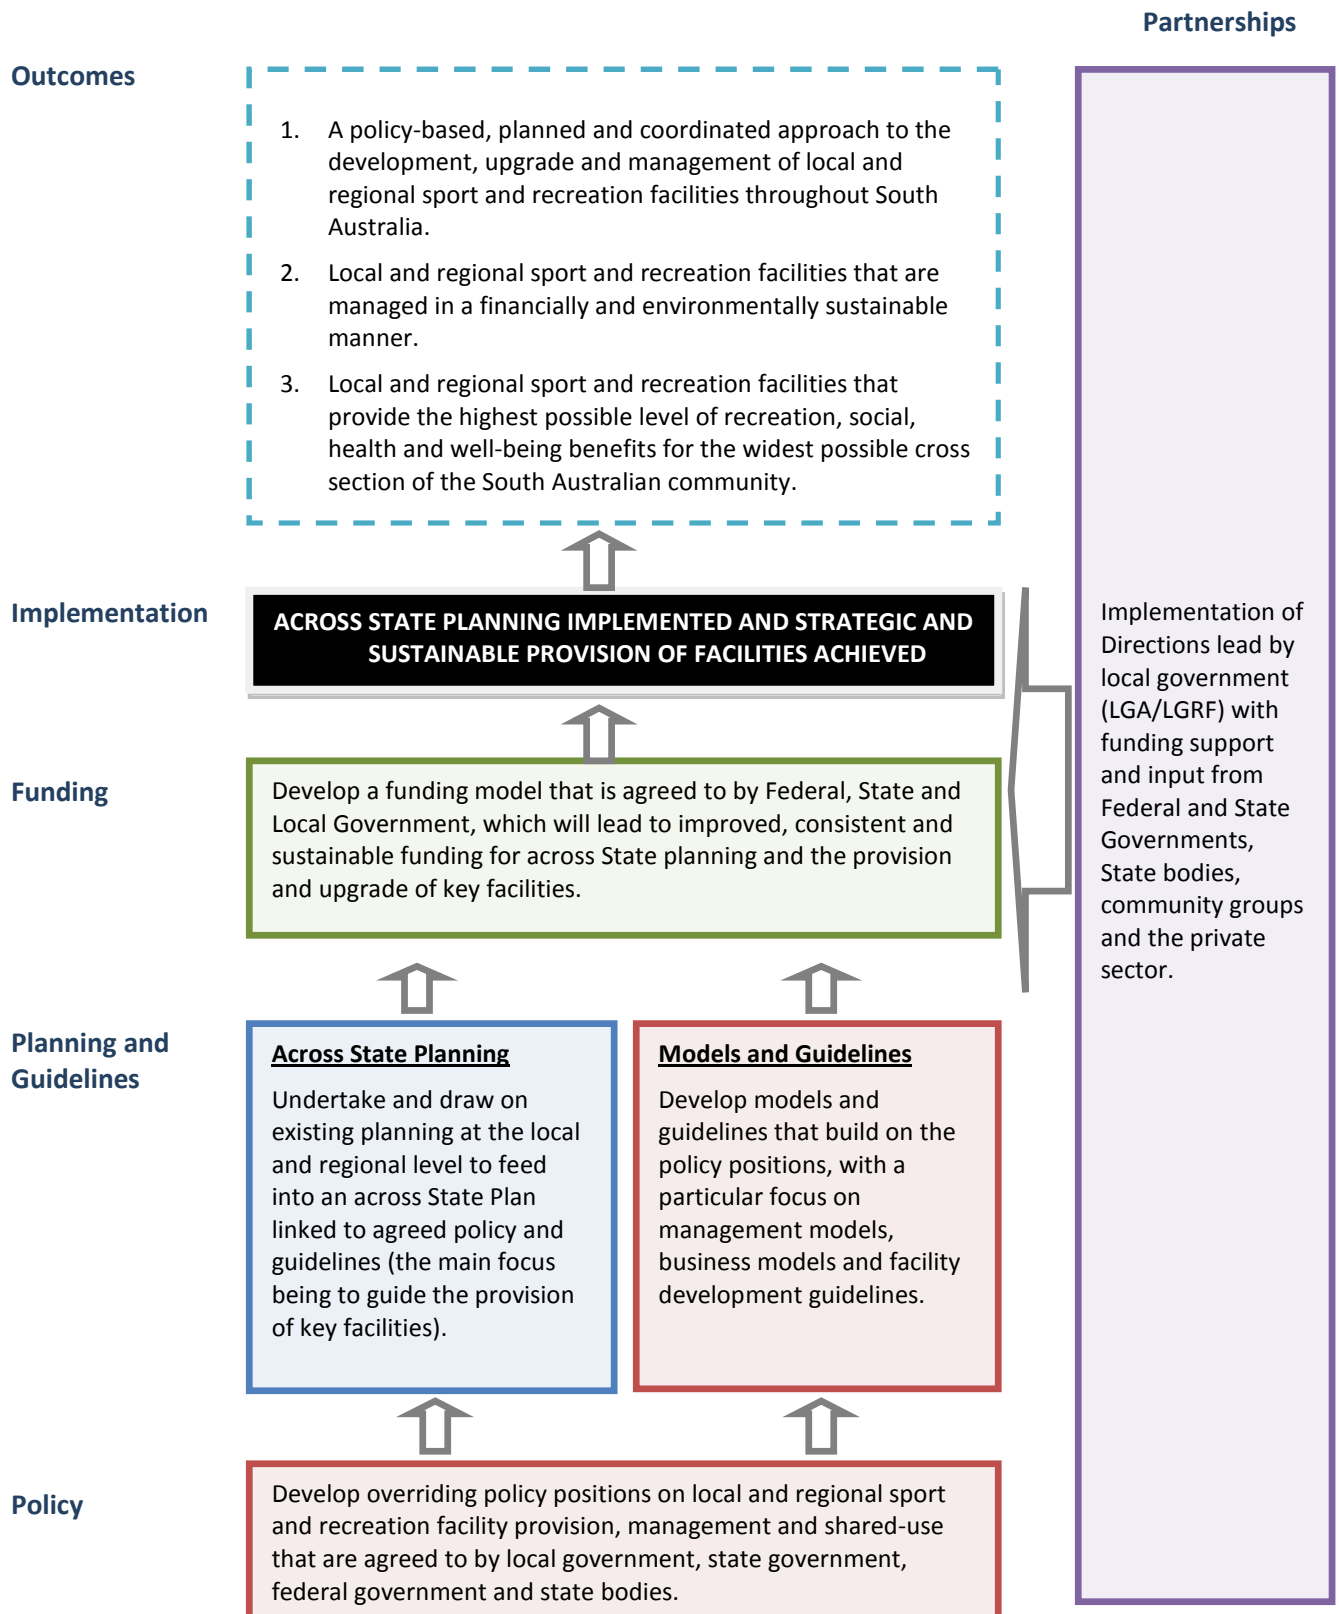 Partnerships
Outcomes
1. A policy-based, planned and coordinated approach to the
development, upgrade and management of local and
regional sport and recreation facilities throughout South
Australia.
2. Local and regional sport and recreation facilities that are
managed in a financially and environmentally sustainable
manner.
3. Local and regional sport and recreation facilities that
provide the highest possible level of recreation, social,
health and well-being benefits for the widest possible cross
section of the South Australian community.
Implementation
ACROSS STATE PLANNING IMPLEMENTED AND STRATEGIC AND
SUSTAINABLE PROVISION OF FACILITIES ACHIEVED
Funding
Develop a funding model that is agreed to by Federal, State and
Local Government, which will lead to improved, consistent and
sustainable funding for across State planning and the provision
and upgrade of key facilities.
Implementation of
Directions lead by
local government
(LGA/LGRF) with
funding support
and input from
Federal and State
Governments,
State bodies,
community groups
and the private
sector.
Planning and
Guidelines
Across State Planning
Undertake and draw on
existing planning at the local
and regional level to feed
into an across State Plan
linked to agreed policy and
guidelines (the main focus
being to guide the provision
of key facilities).
Models and Guidelines
Develop models and
guidelines that build on the
policy positions, with a
particular focus on
management models,
business models and facility
development guidelines.
Policy
Develop overriding policy positions on local and regional sport
and recreation facility provision, management and shared-use
that are agreed to by local government, state government,
federal government and state bodies.